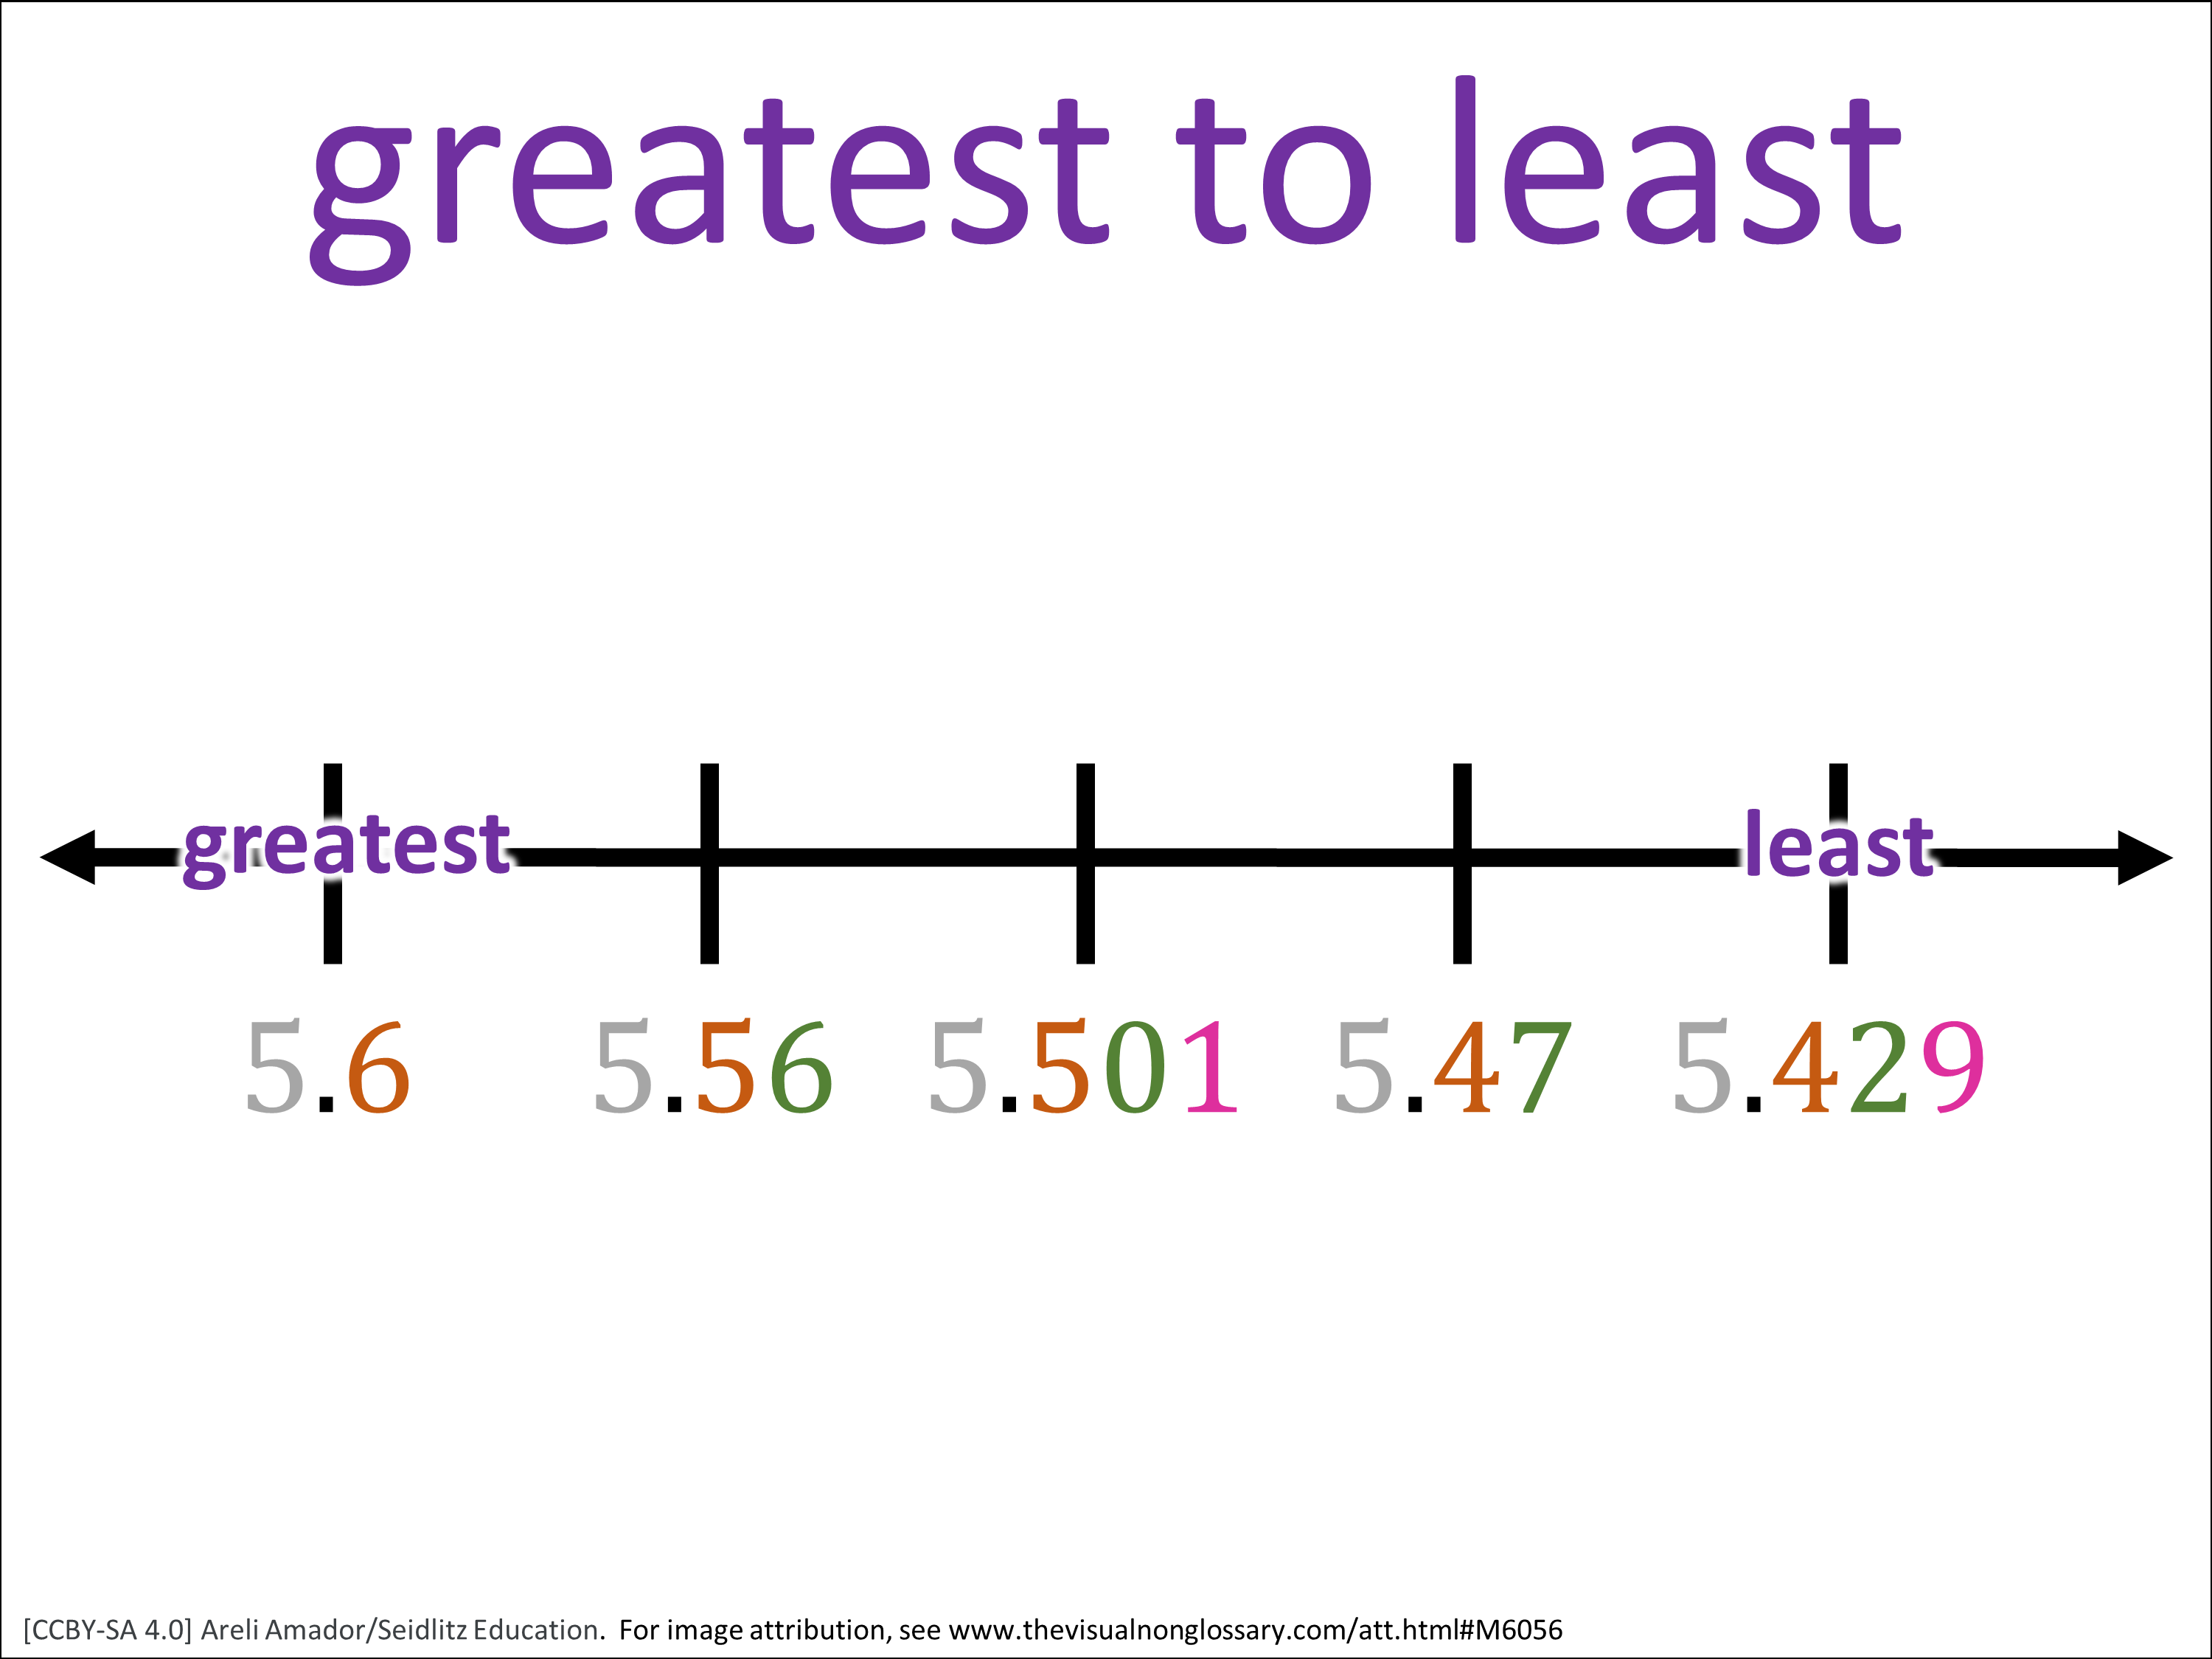 greatest to least
greatest least
5.6 5.56 5.501 5.47 5.429
[CCBY-SA 4.0] Areli Amador/Seidlitz Education. For image attribution, see www.thevisualnonglossary.com/att.html#M6056